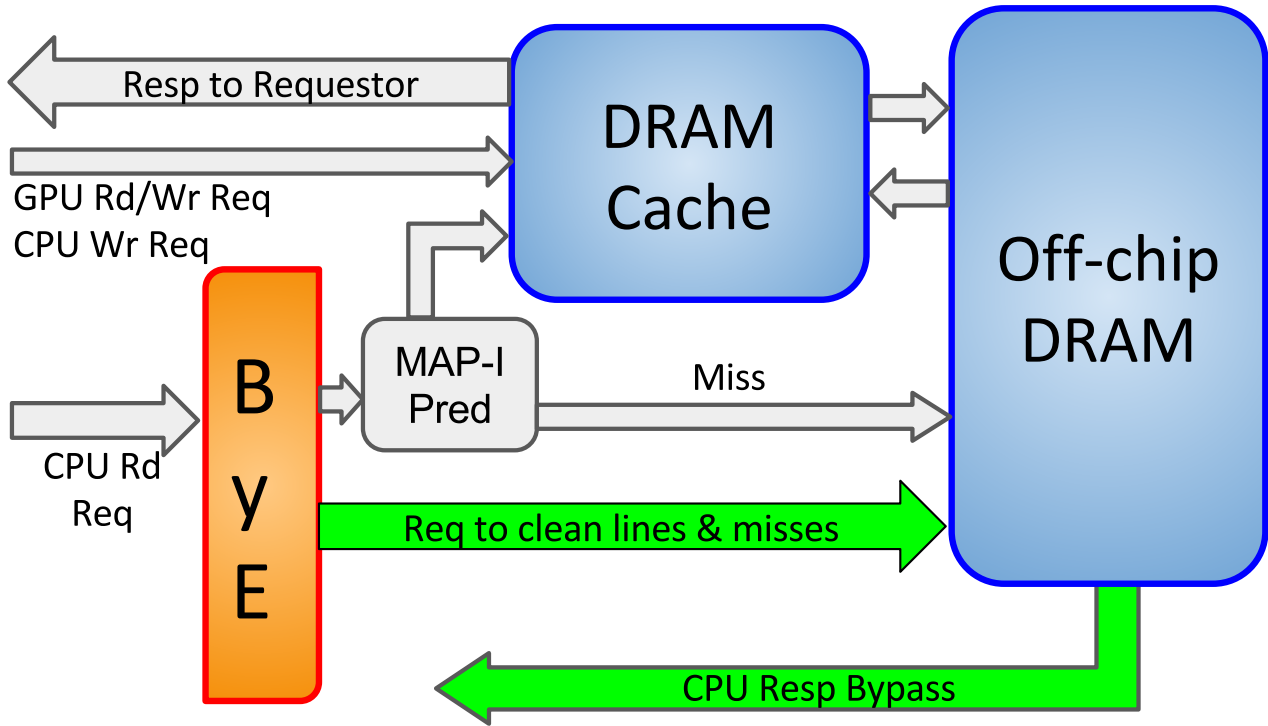 Resp to Requestor
DRAM
Cache
GPU Rd/Wr Req
CPU Wr Req
Off-chip
DRAM
MAP-I
Pred
Miss
B
y
E
CPU Rd
Req
Req to clean lines & misses
CPU Resp Bypass